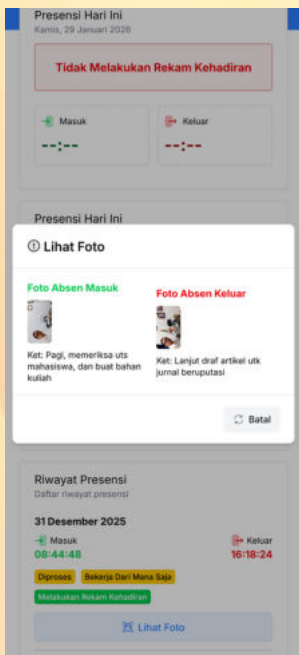 Presensi Hari Ini
Kamis, 29 Januari 2026
Tidak Melakukan Rekam Kehadiran
Masuk
--:--
Keluar
--:--
Presensi Hari Ini
Lihat Foto
Foto Absen Masuk
Ket: Pagi, memeriksa uts
mahasiswa, dan buat bahan
kuliah
Foto Absen Keluar
Ket: Lanjut draf artikel utk
jurnal beruputasi
Batal
Riwayat Presensi
Daftar riwayat presensi
31 Desember 2025
Masuk
08:44:48
Keluar
16:18:24
Diproses
Bekerja Dari Mana Saja
Melakukan Rekam Kehadiran
Lihat Foto